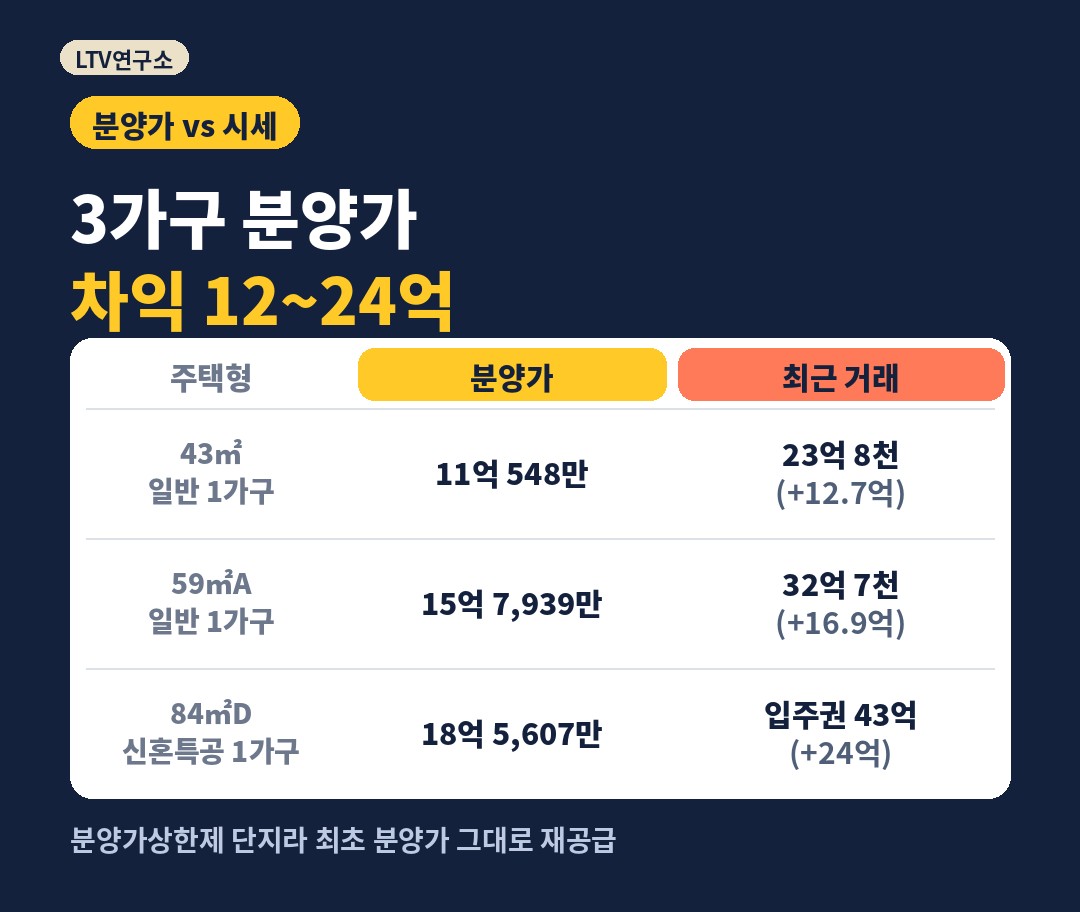 LTV연구소
분양가 vs 시세
3가구 분양가
차익 12~24억
주택형 분양가 최근 거래
43㎡
일반 1가구
11억 548만
23억 8천
(+12.7억)
59㎡A
일반 1가구
15억 7,939만
32억 7천
(+16.9억)
84㎡D
신혼특공 1가구
18억 5,607만
입주권 43억
(+24억)
분양가상한제 단지라 최초 분양가 그대로 재공급